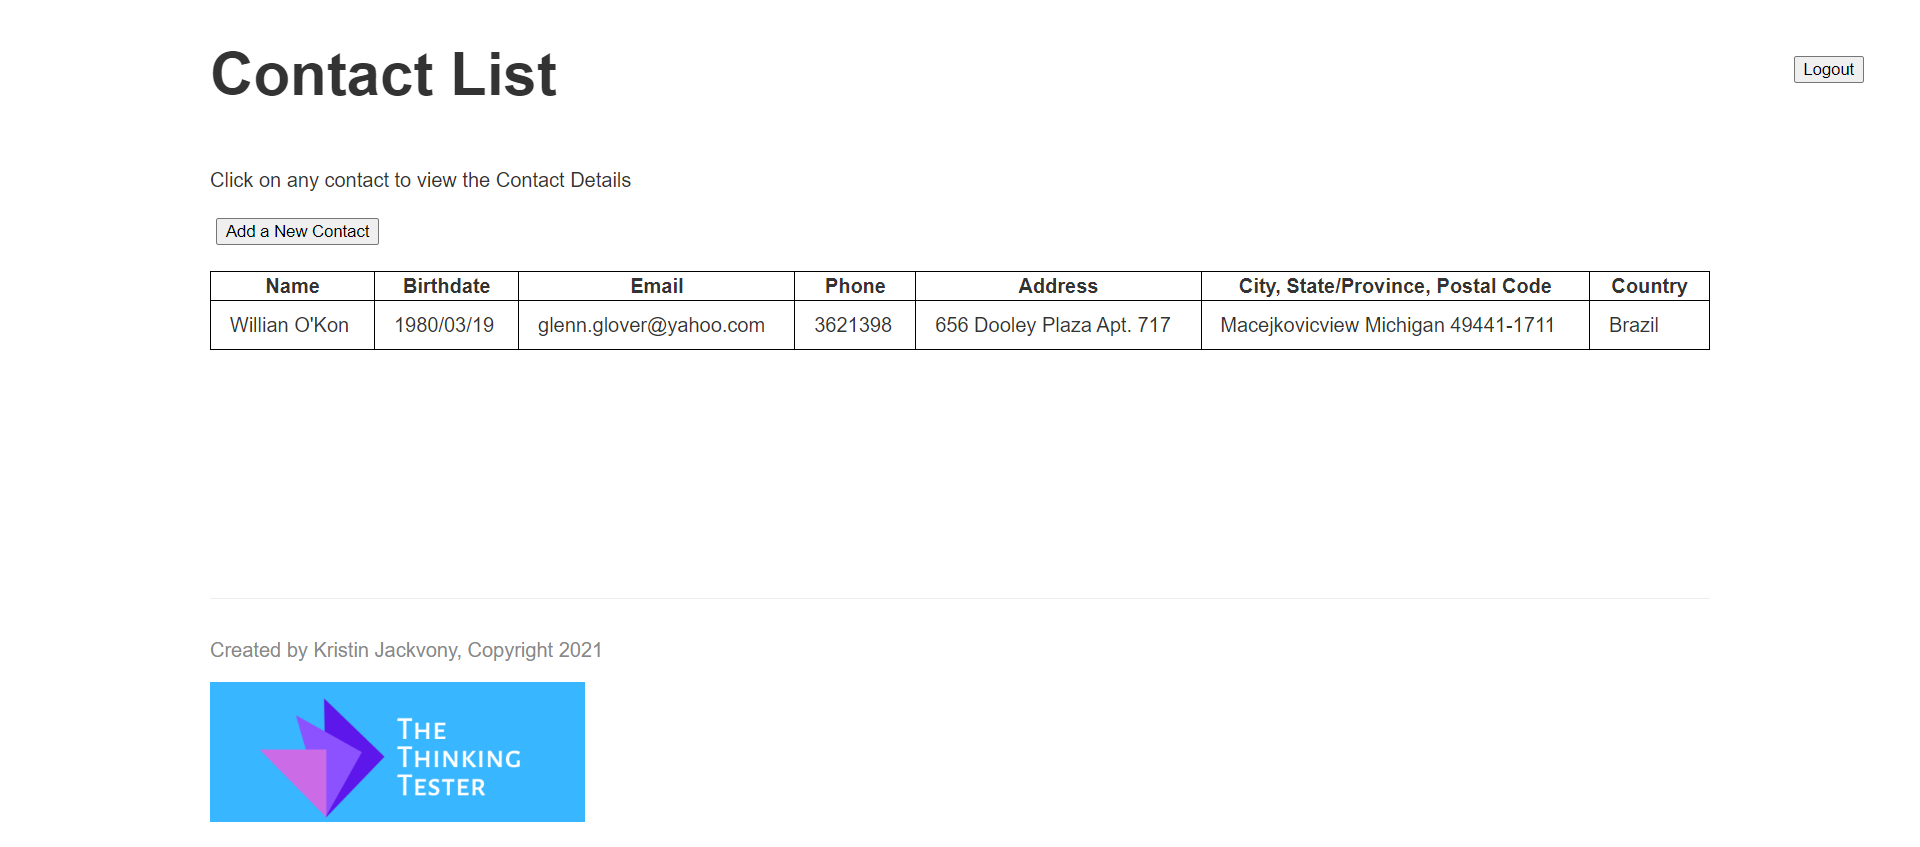 Contact List
Logout
Click on any contact to view the Contact Details
Add a New Contact
Name Birthdate Email Phone Address City, State/Province, Postal Code Country
Willian O'Kon 1980/03/19 glenn.glover@yahoo.com 3621398 656 Dooley Plaza Apt. 717 Macejkovicview Michigan 49441-1711 Brazil
Created by Kristin Jackvony, Copyright 2021
THE
THINKING
TESTER